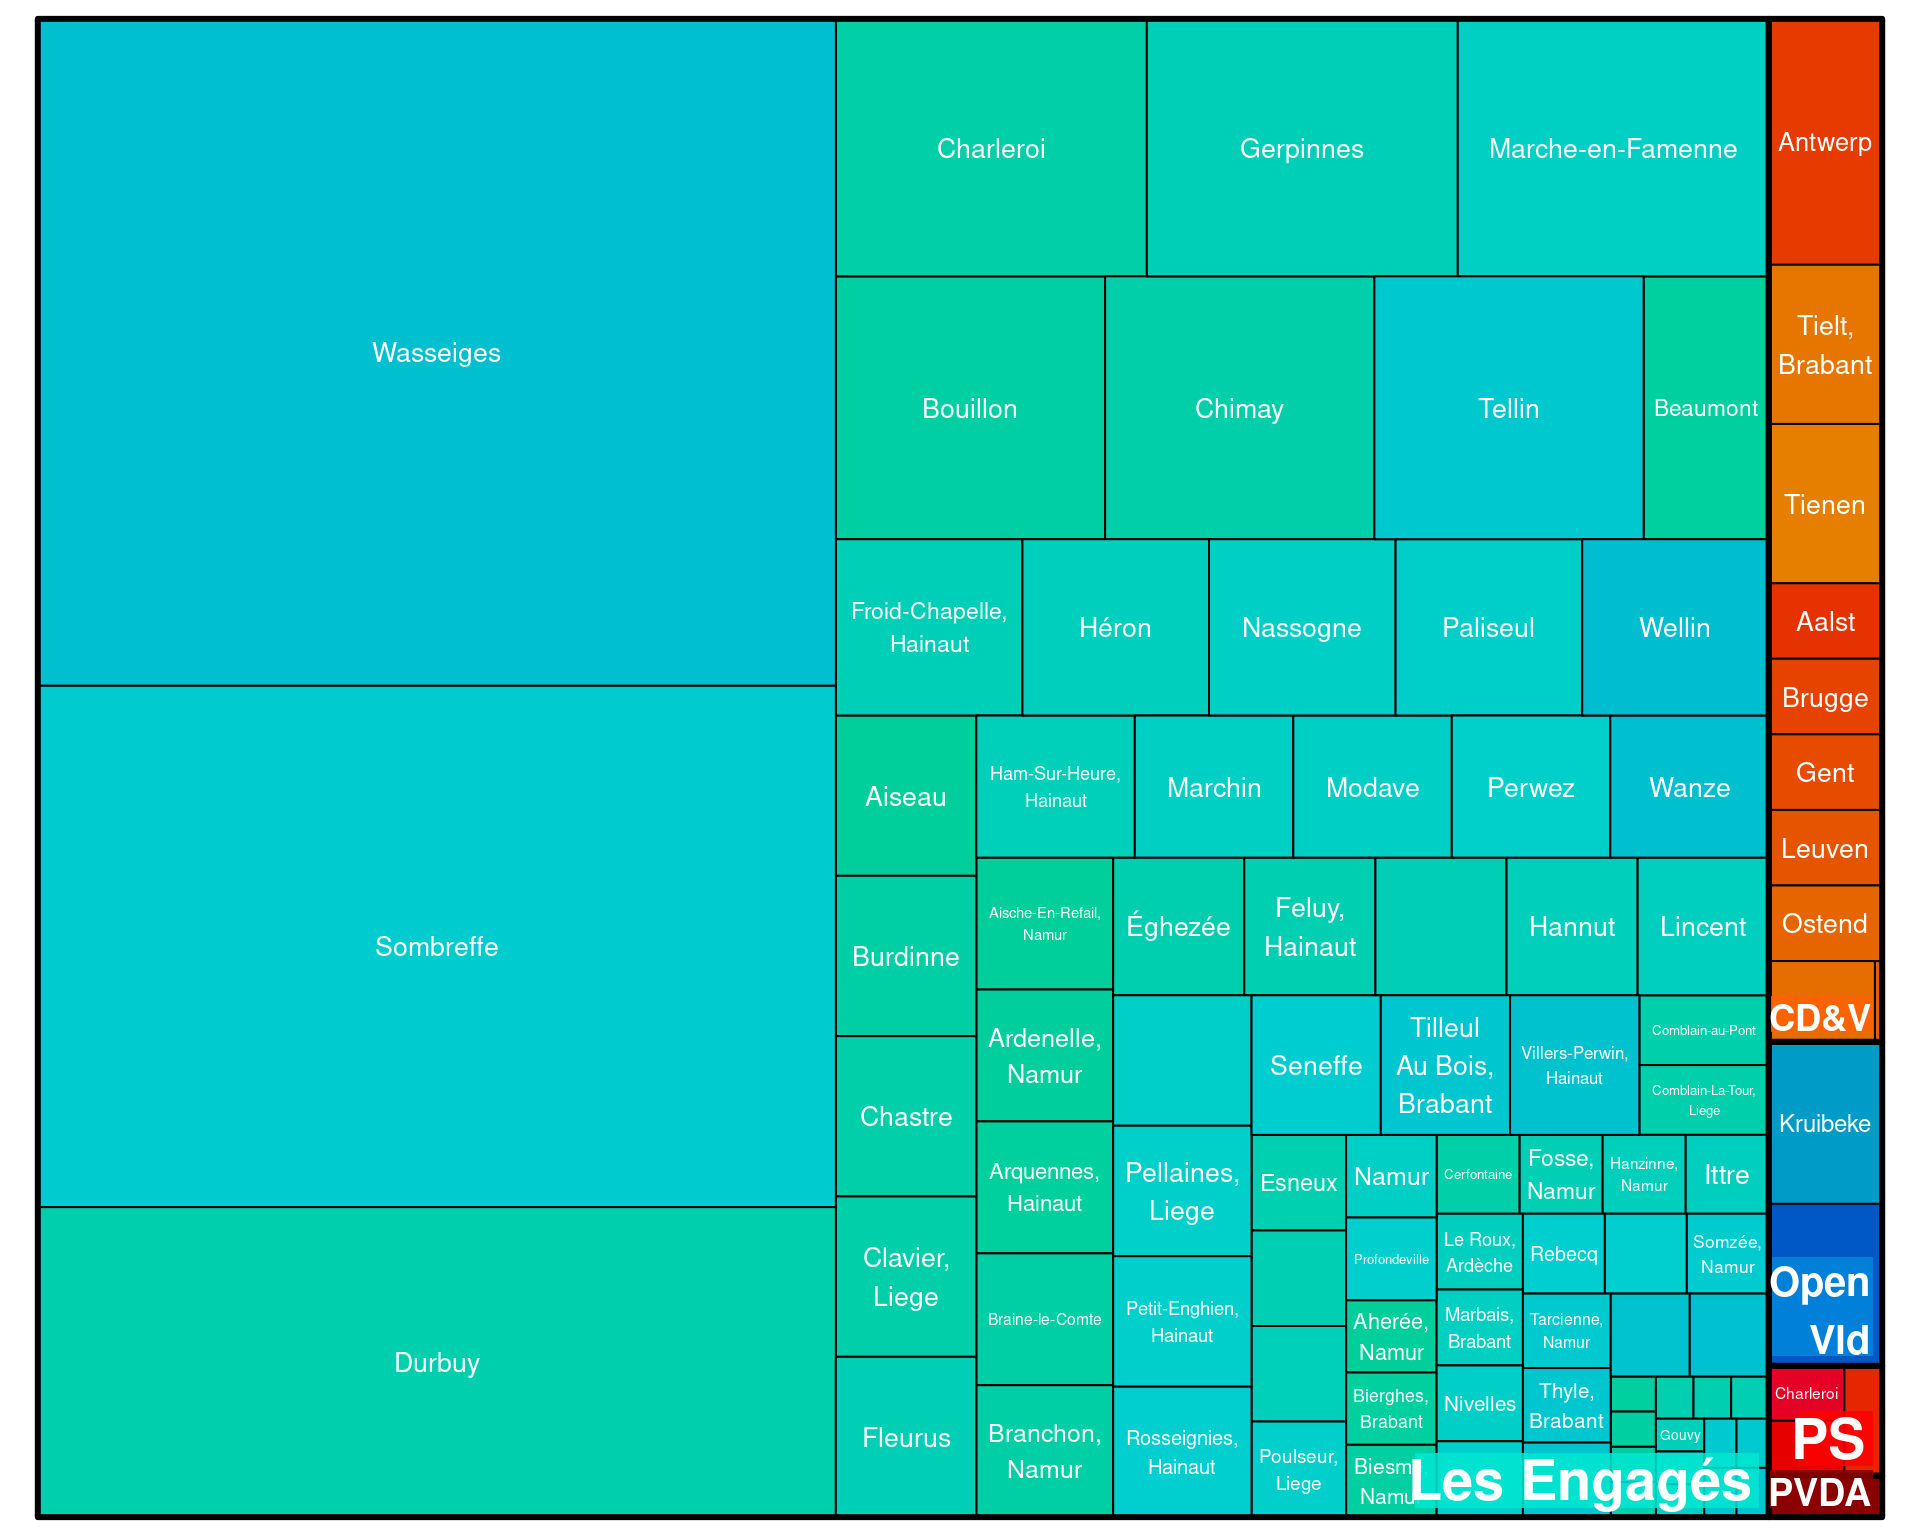 Wasseiges
Sombreffe
Durbuy
Charleroi
Gerpinnes
Marche-en-Famenne
Bouillon
Chimay
Tellin
Beaumont
Froid-Chapelle,
Hainaut
Héron
Nassogne
Paliseul
Wellin
Aiseau
Burdinne
Chastre
Clavier,
Liege
Fleurus
Ham-Sur-Heure,
Hainaut
Marchin
Modave
Perwez
Wanze
Aische-En-Refail,
Namur
Ardenelle,
Namur
Arquennes,
Hainaut
Braine-le-Comte
Branchon,
Namur
Éghezée
Feluy,
Hainaut
Hannut
Lincent
Pellaines,
Liege
Petit-Enghien,
Hainaut
Rosseignies,
Hainaut
Seneffe
Tilleul
Au Bois,
Brabant
Villers-Perwin,
Hainaut
Comblain-au-Pont
Comblain-La-Tour,
Liege
Esneux
Poulseur,
Liege
Namur
Profondeville
Aherée,
Namur
Bierghes,
Brabant
Biesme,
Namur
Cerfontaine
Fosse,
Namur
Hanzinne,
Namur
Ittre
Le Roux,
Ardèche
Marbais,
Brabant
Nivelles
Rebecq
Somzée,
Namur
Tarcienne,
Namur
Thyle,
Brabant
Gouvy
Les Engagés
Antwerp
Tielt,
Brabant
Tienen
Aalst
Brugge
Gent
Leuven
Ostend
CD&V
Kruibeke
Open
Vld
Charleroi
PS
PVDA